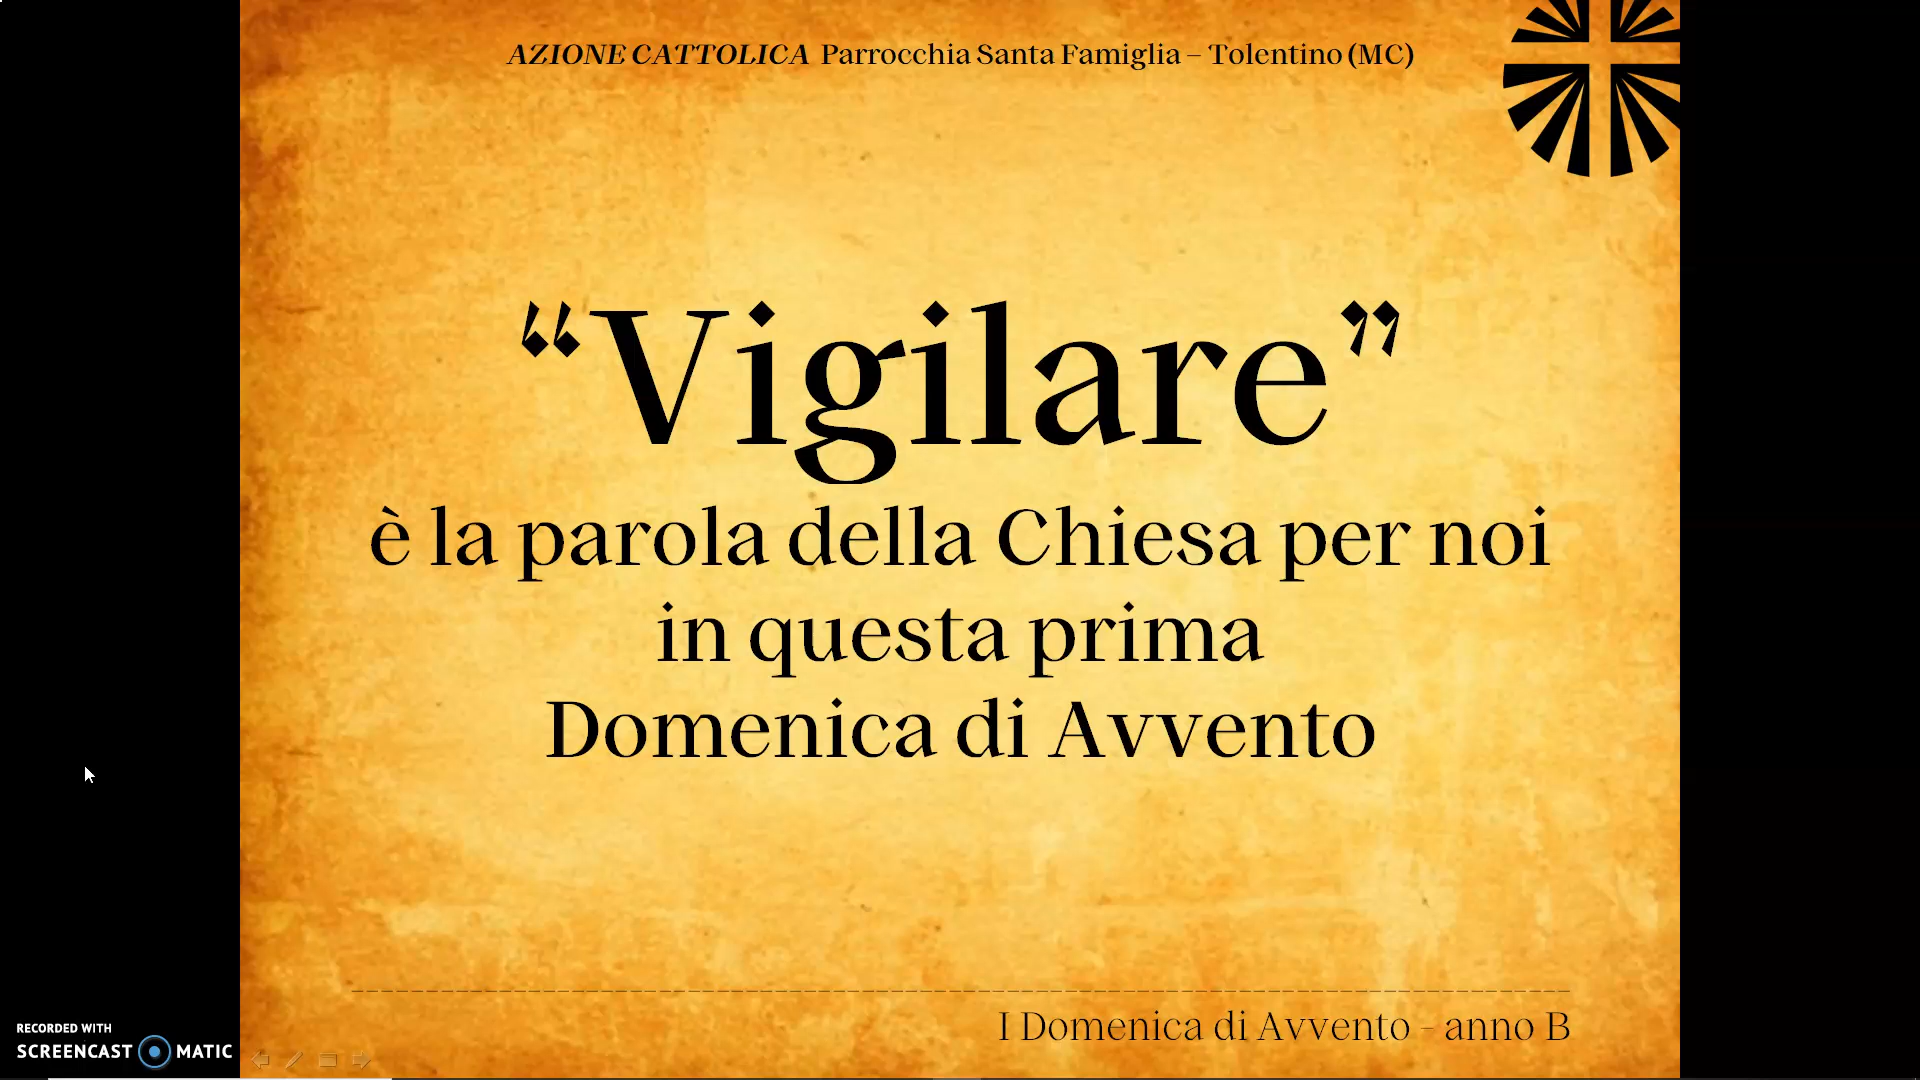 AZIONE CATTOLICA Parrocchia Santa Famiglia – Tolentino (MC)
“Vigilare”
è la parola della Chiesa per noi
in questa prima
Domenica di Avvento
I Domenica di Avvento - anno B
RECORDED WITH
SCREENCAST MATIC